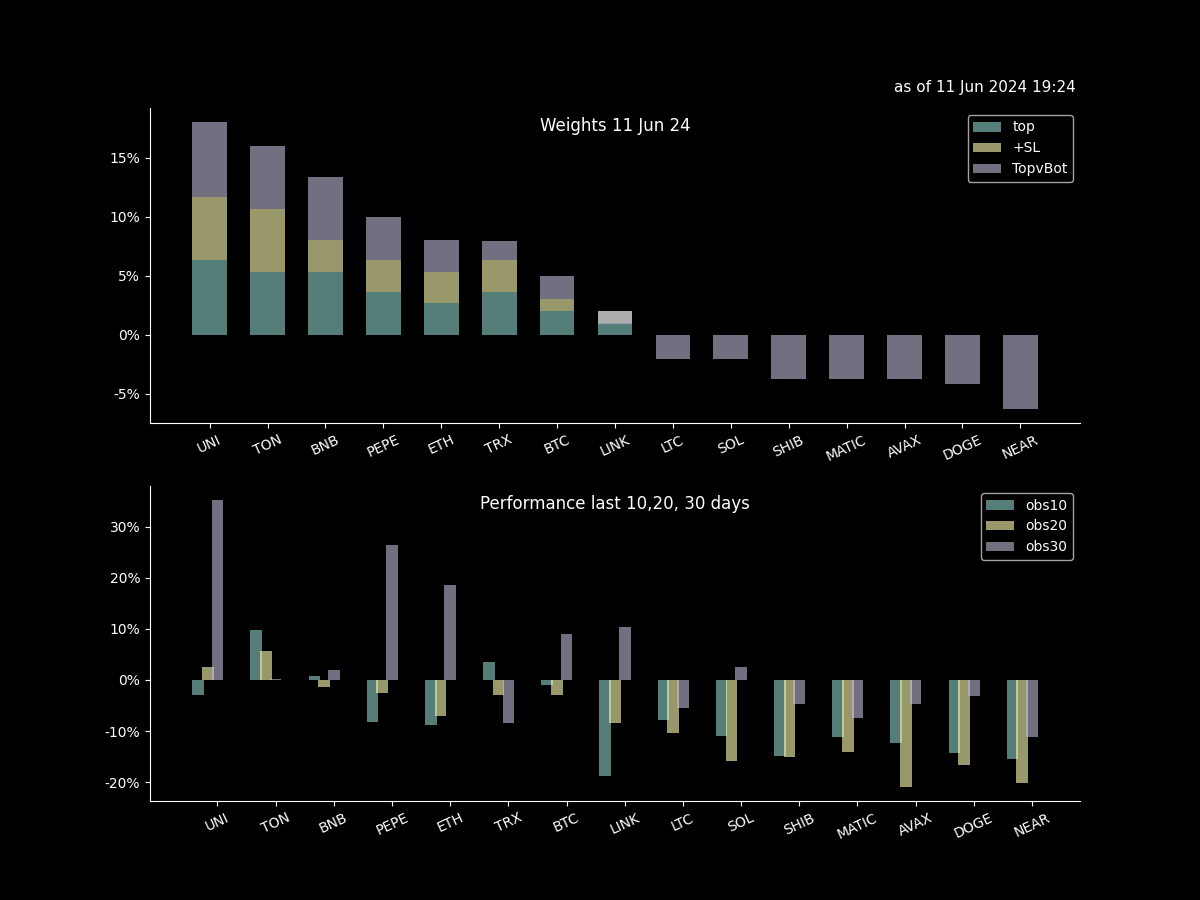 as of 11 Jun 2024 19:24
Weights 11 Jun 24
top
+SL
TopvBot
15%
10%
5%
0%
-5%
UNI TON BNB PEPE ETH TRX BTC LINK LTC SOL SHIB MATIC AVAX DOGE NEAR
Performance last 10,20, 30 days
obs10
obs20
obs30
30%
20%
10%
0%
-10%
-20%
UNI TON BNB PEPE ETH TRX BTC LINK LTC SOL SHIB MATIC AVAX DOGE NEAR